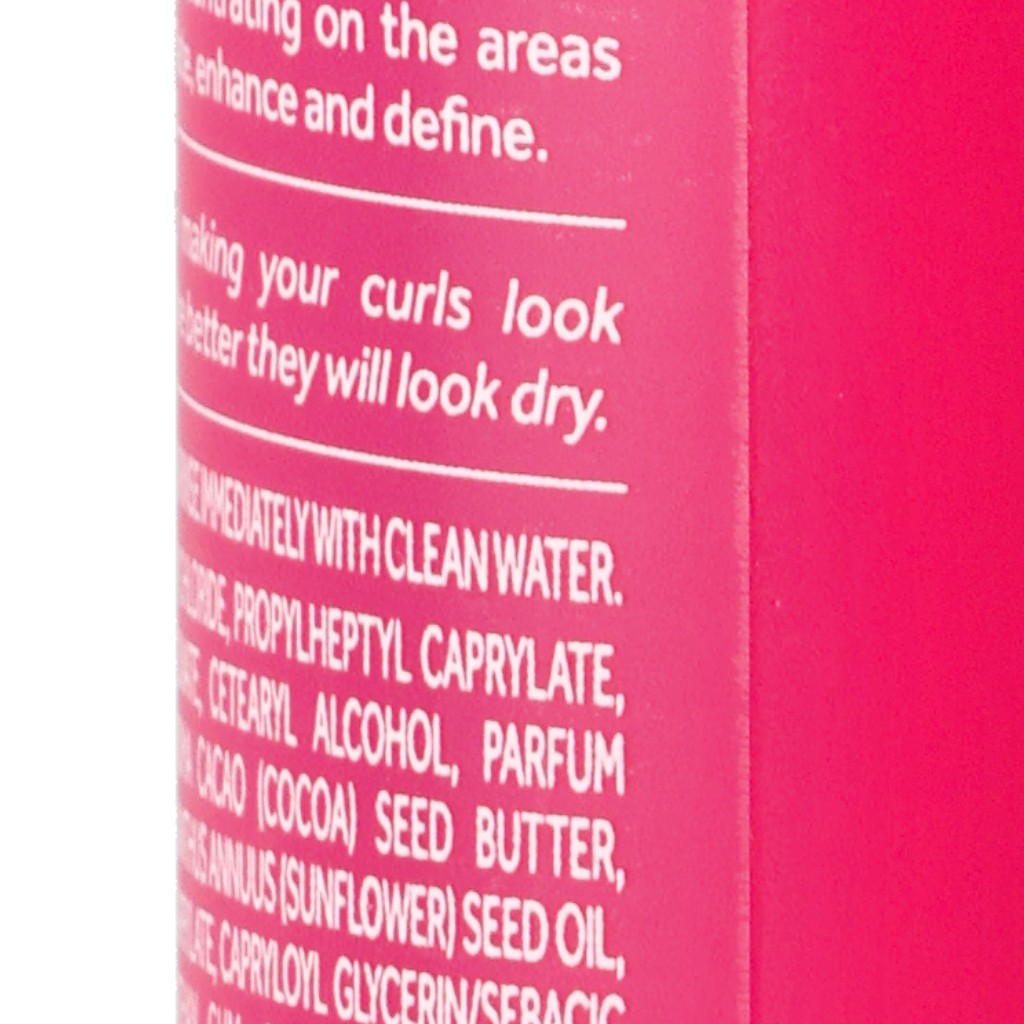 on the areas
enhance and define.
making your curls look
better they will look dry.
IMMEDIATELY WITH CLEAN WATER.
PROPYLHEPTYL CAPRYLATE,
CETEARYL ALCOHOL, PARFUM
CACAO (COCOA) SEED BUTTER,
ANNUUS (SUNFLOWER) SEED OIL,
CAPRYLOYL GLYCERIN/SEBACIC
GUM